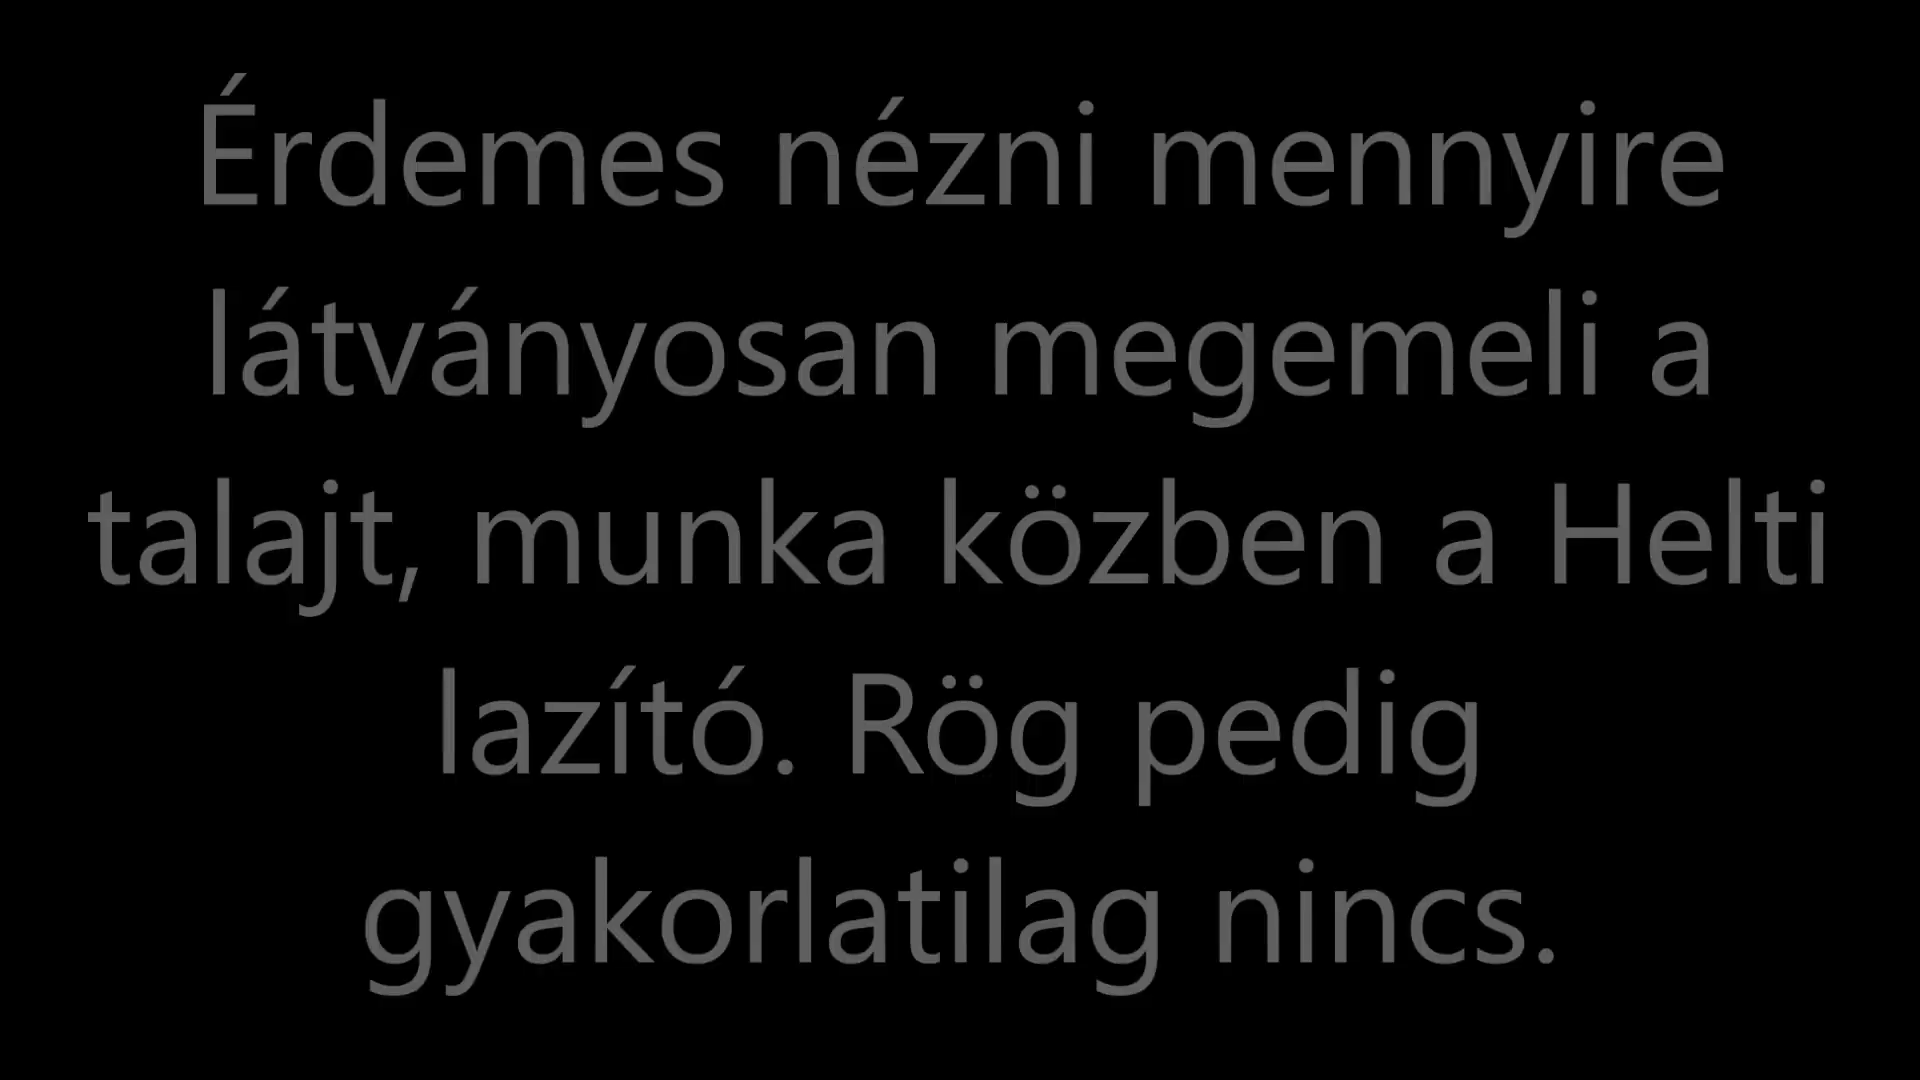 Érdemes nézni mennyire
látványosan megemeli a
talajt, munka közben a Helti
lazító. Rög pedig
gyakorlatilag nincs.